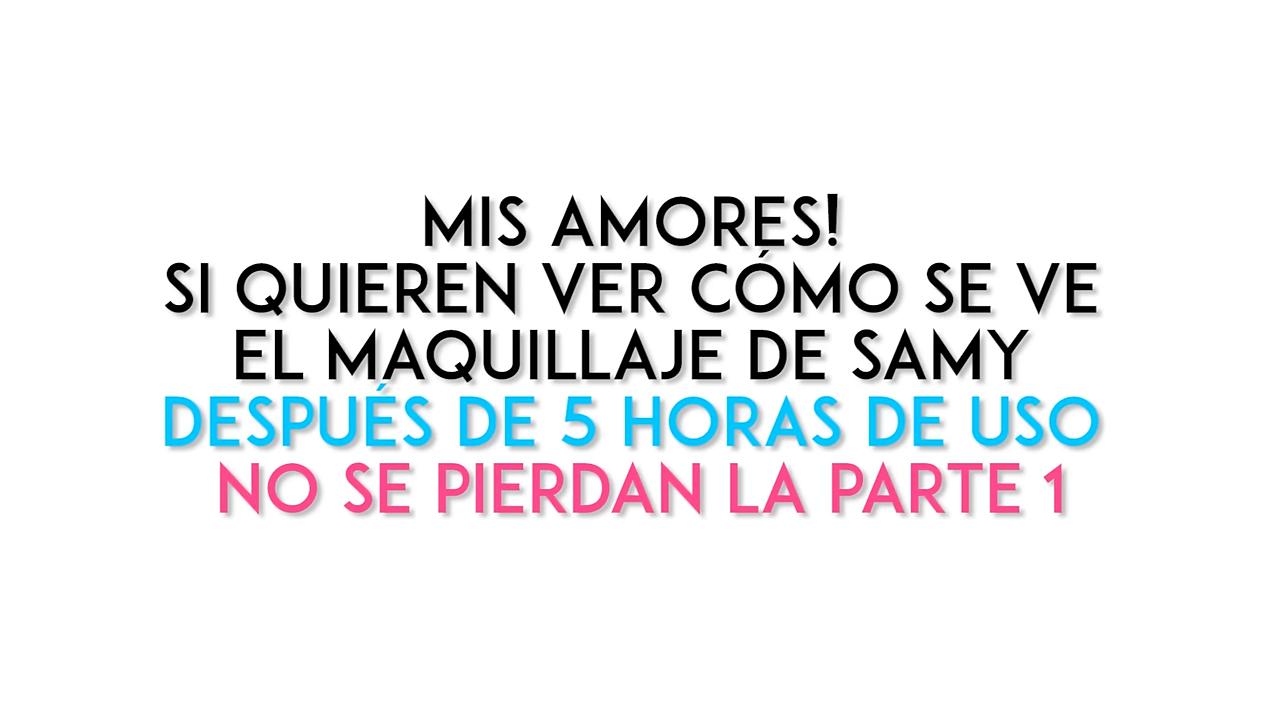 MIS AMORES!
SI QUIEREN VER CÓMO SE VE
EL MAQUILLAJE DE SAMY
DESPUÉS DE 5 HORAS DE USO
NO SE PIERDAN LA PARTE 1